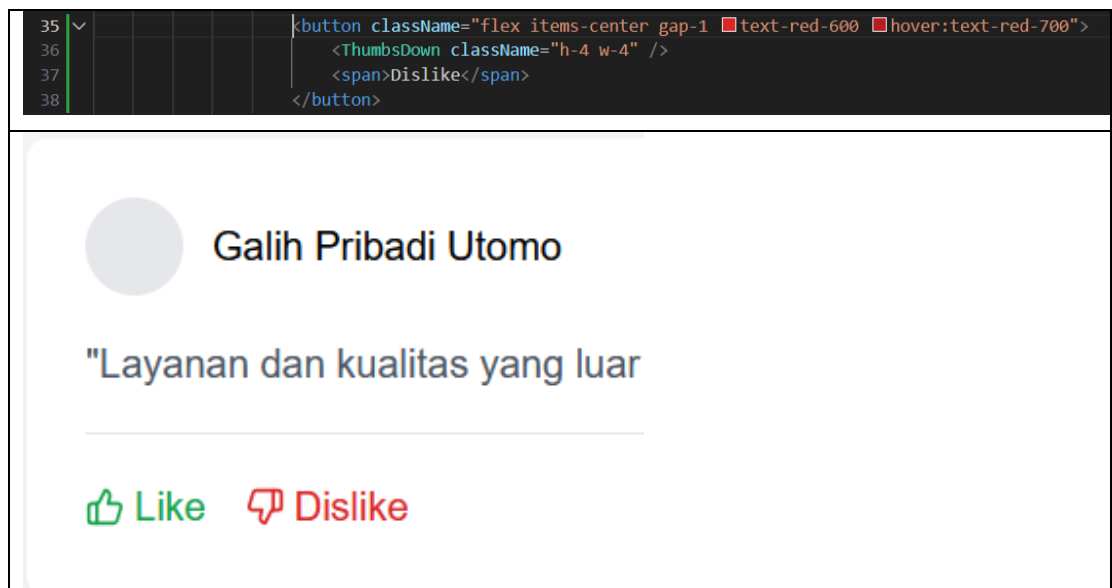 35 <button className="flex items-center gap-1 text-red-600 hover:text-red-700">
36 <ThumbsDown className="h-4 w-4" />
37 <span>Dislike</span>
38 </button>
Galih Pribadi Utomo
"Layanan dan kualitas yang luar
Like Dislike